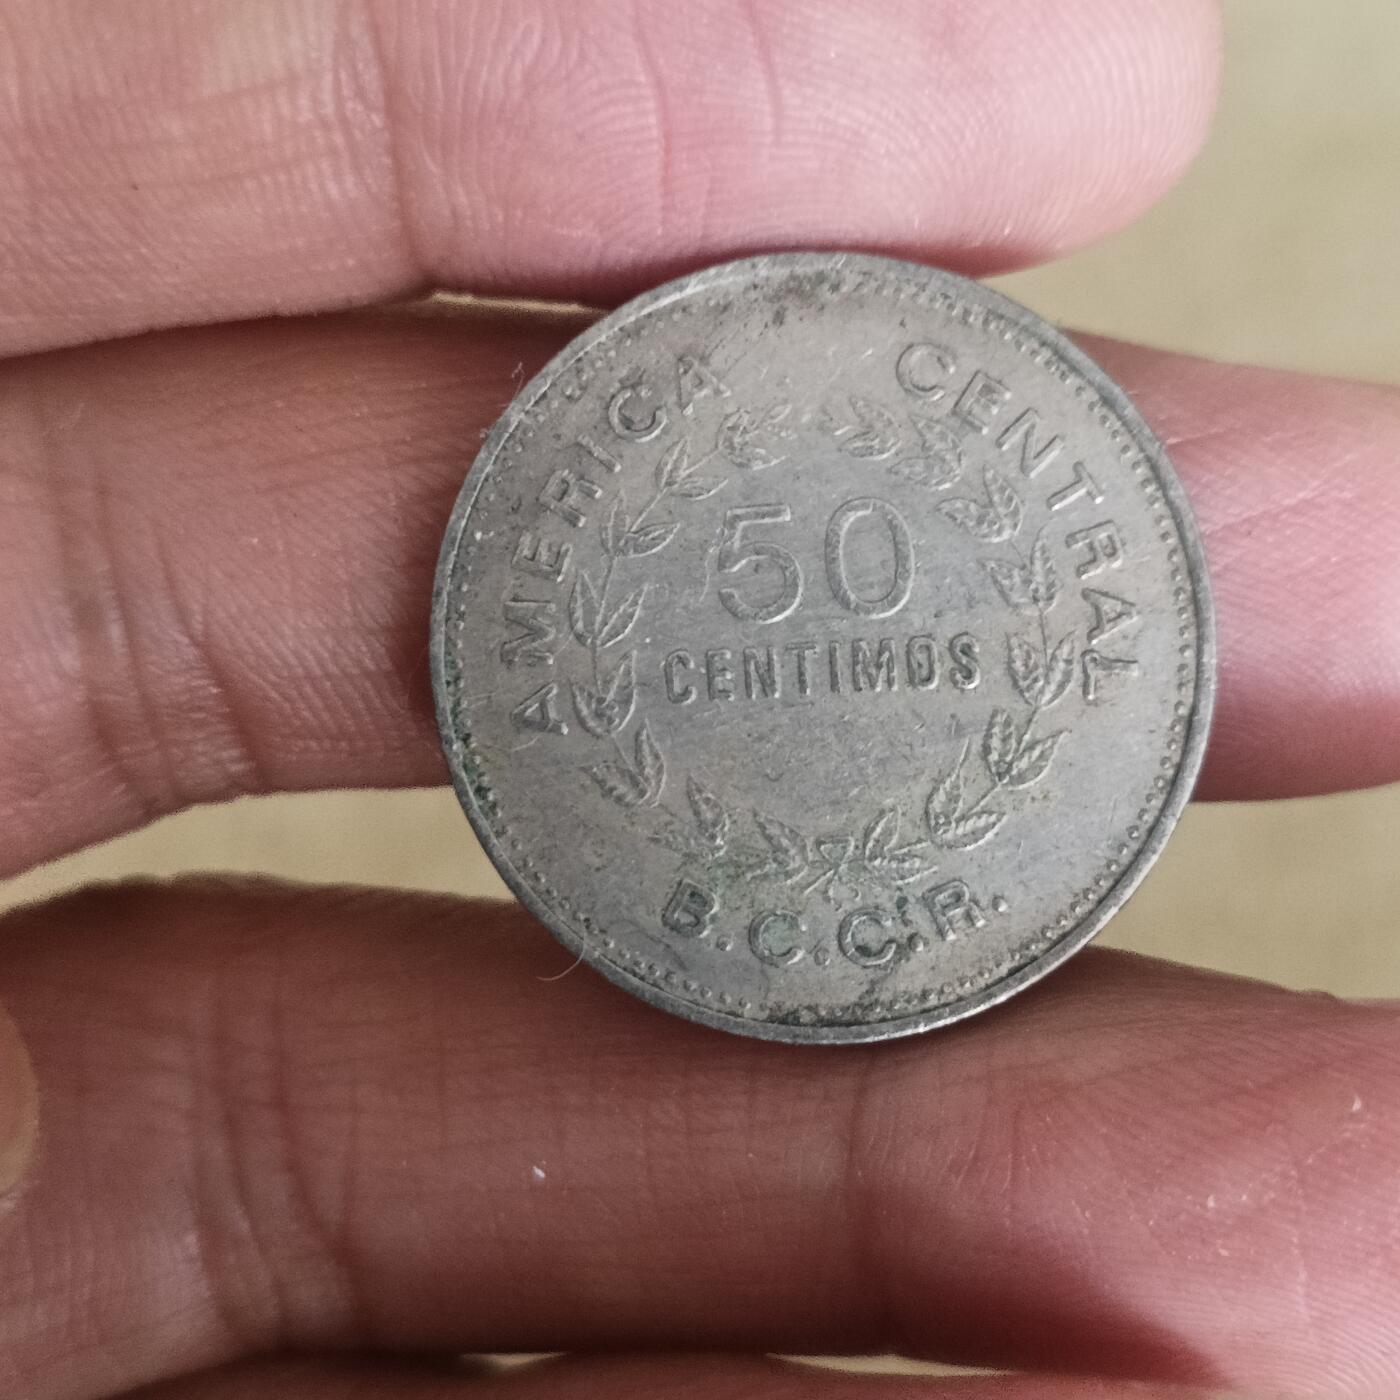 AMERICA CENTRAL
50
CENTIMOS
B.C.C.R.